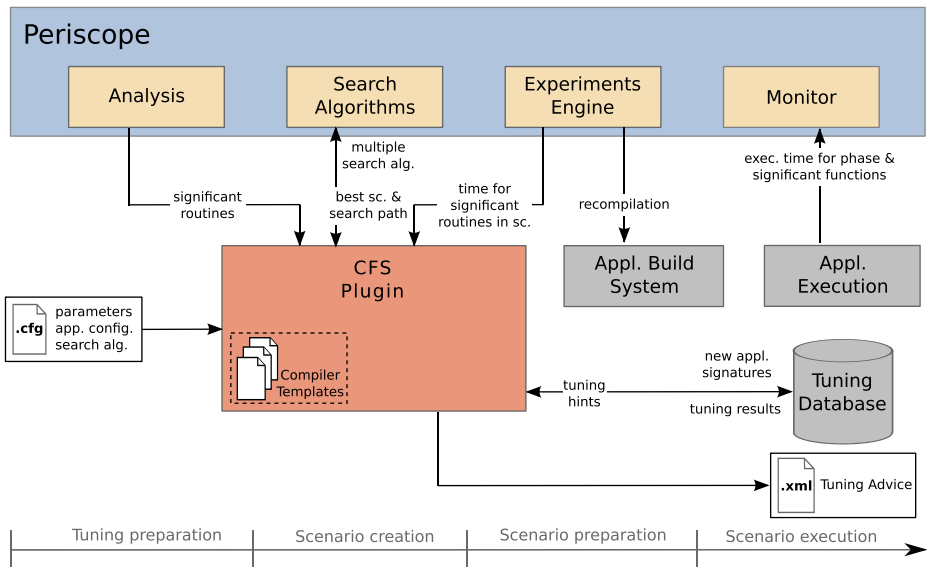 Periscope
Analysis
Search
Algorithms
Experiments
Engine
Monitor
multiple
search alg.
exec. time for phase &
significant functions
significant
routines
best sc. &
search path
time for
significant
routines in sc.
recompilation
CFS
Plugin
Appl. Build
System
Appl.
Execution
.cfg
parameters
app. config.
search alg.
Compiler
Templates
tuning
hints
new appl.
signatures
tuning results
Tuning
Database
.xml
Tuning Advice
Tuning preparation
Scenario creation
Scenario preparation
Scenario execution